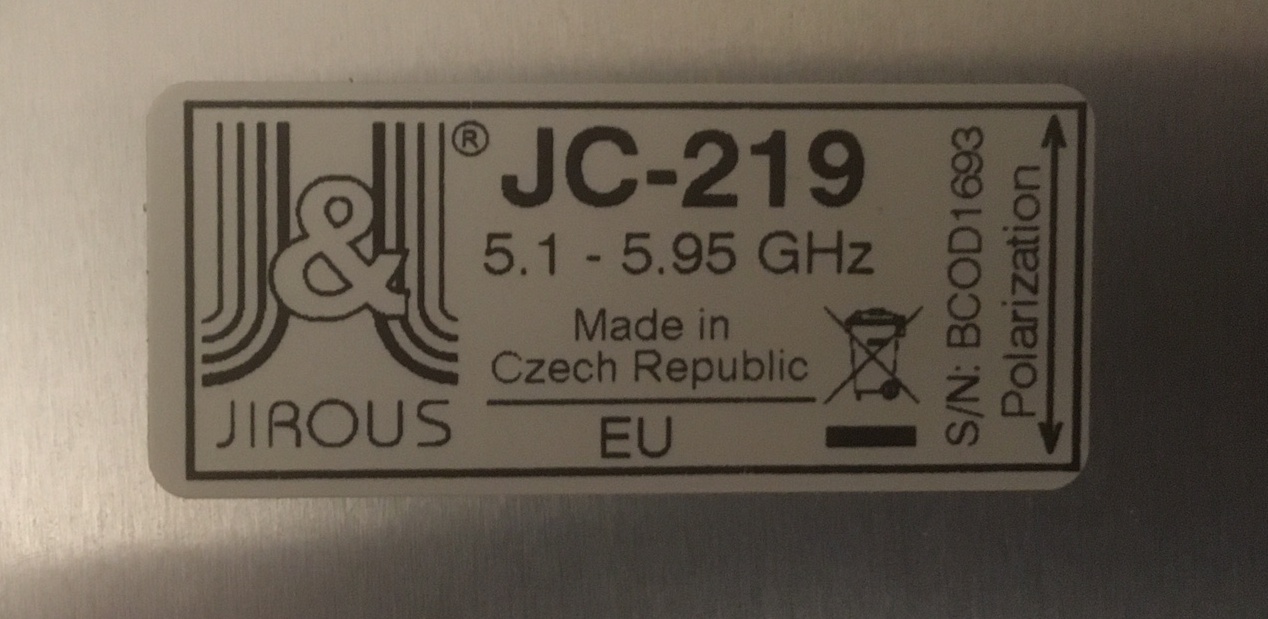 ®
JC-219
5.1 - 5.95 GHz
Made in
Czech Republic
EU
&
JIROUS
S/N: BCOD1693
Polarization